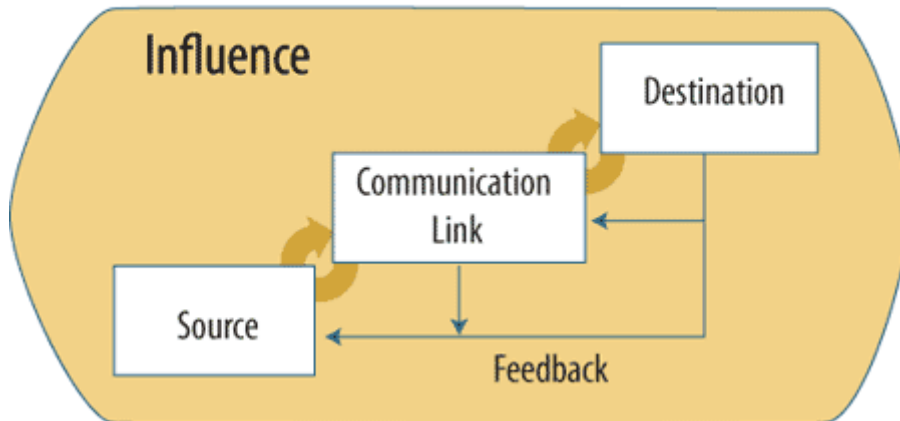 Influence
Destination
Communication
Link
Source
Feedback